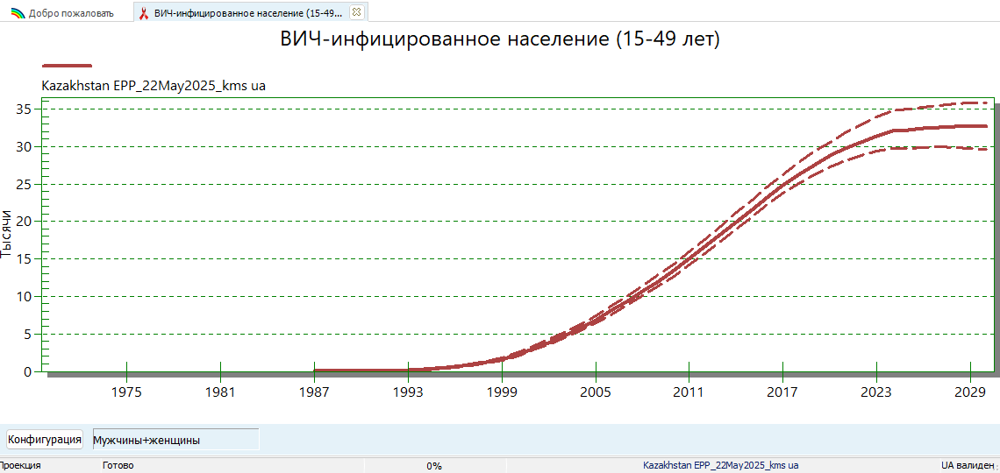 Добро пожаловать
ВИЧ-инфицированное население (15-49...
ВИЧ-инфицированное население (15-49 лет)
Kazakhstan EPP_22May2025_kms ua
Тысячи
35
30
25
20
15
10
5
0
1975 1981 1987 1993 1999 2005 2011 2017 2023 2029
Конфигурация Мужчины+женщины
Проекция Готово 0% Kazakhstan EPP_22May2025_kms ua UA валиден